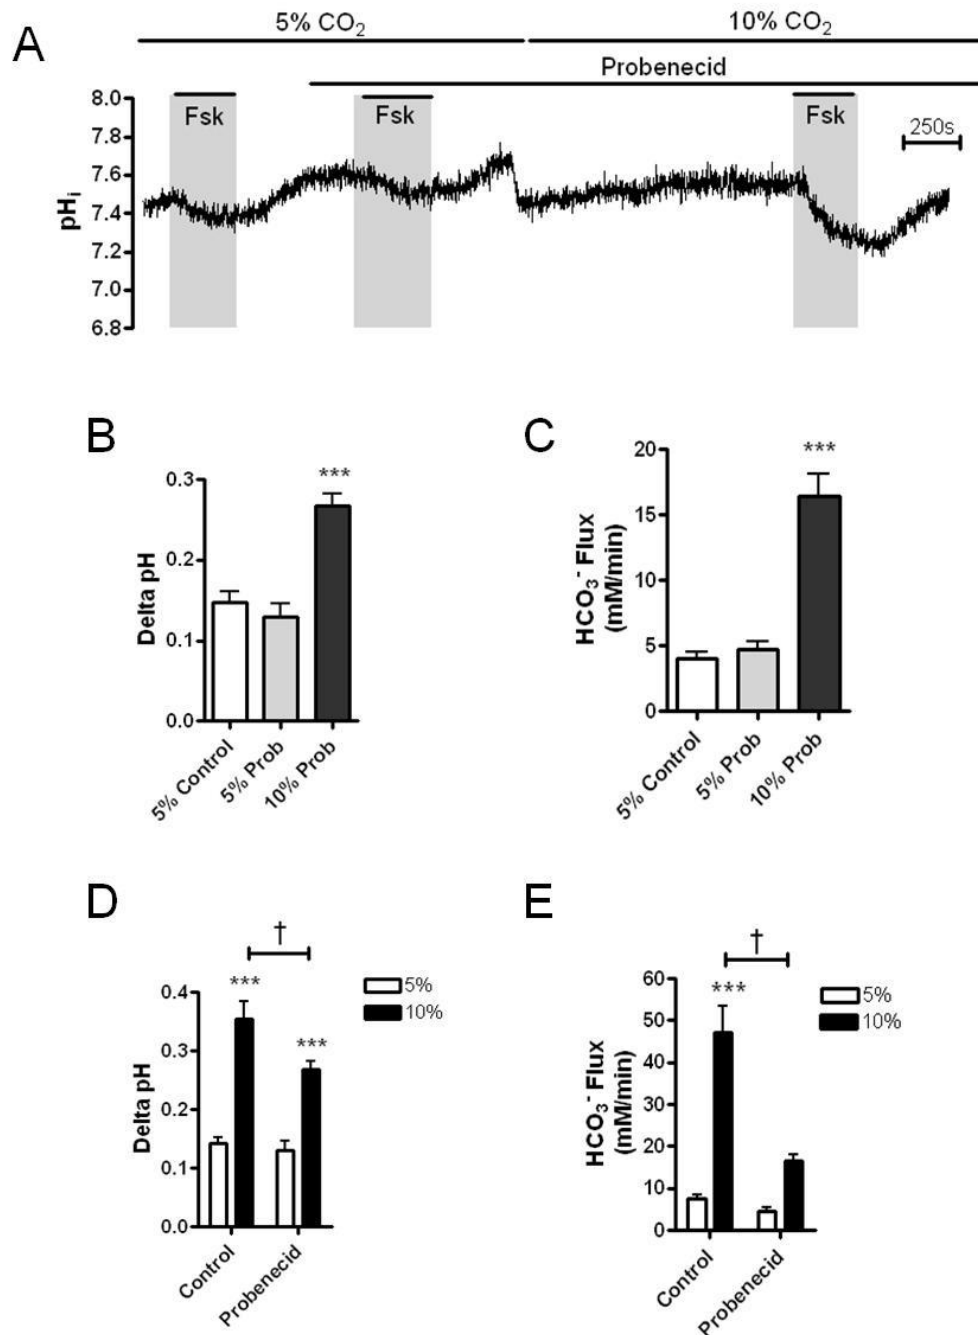 A
5% CO₂ 10% CO₂
Probenecid
Fsk Fsk Fsk
250s
8.0
7.8
7.6
7.4
7.2
7.0
6.8
pHᵢ
B
***
0.3
0.2
0.1
0.0
Delta pH
5% Control
5% Prob
10% Prob
C
***
20
15
10
5
0
HCO₃⁻ Flux
(mM/min)
5% Control
5% Prob
10% Prob
D
†
***
***
5%
10%
0.4
0.3
0.2
0.1
0.0
Delta pH
Control
Probenecid
E
†
***
5%
10%
60
50
40
30
20
10
0
HCO₃⁻ Flux
(mM/min)
Control
Probenecid